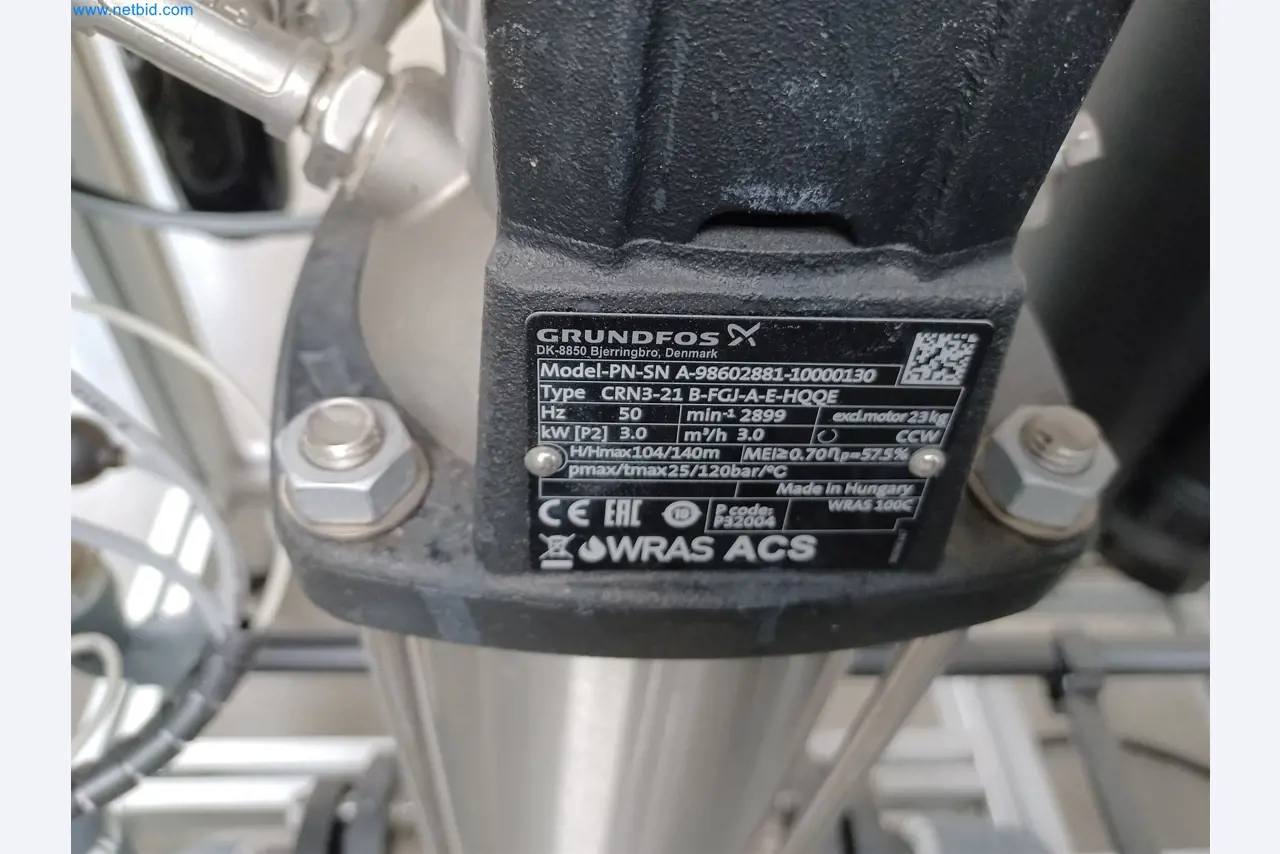 www.netbid.com
GRUNDFOS
DK-8850 Bjerringbro, Denmark
Model-PN-SN A-98602881-10000130
Type CRN3-21 B-FGJ-A-E-HQQE
Hz 50 min-¹ 2899 excl.motor 23 kg
kW [P2] 3.0 m³/h 3.0 CCW
H/Hmax 104/140m MEI≥0.70 ηp=57.5%
pmax/tmax 25/120bar/°C
Made in Hungary
CE EAC P code: P32004 WRAS 100C
WRAS ACS